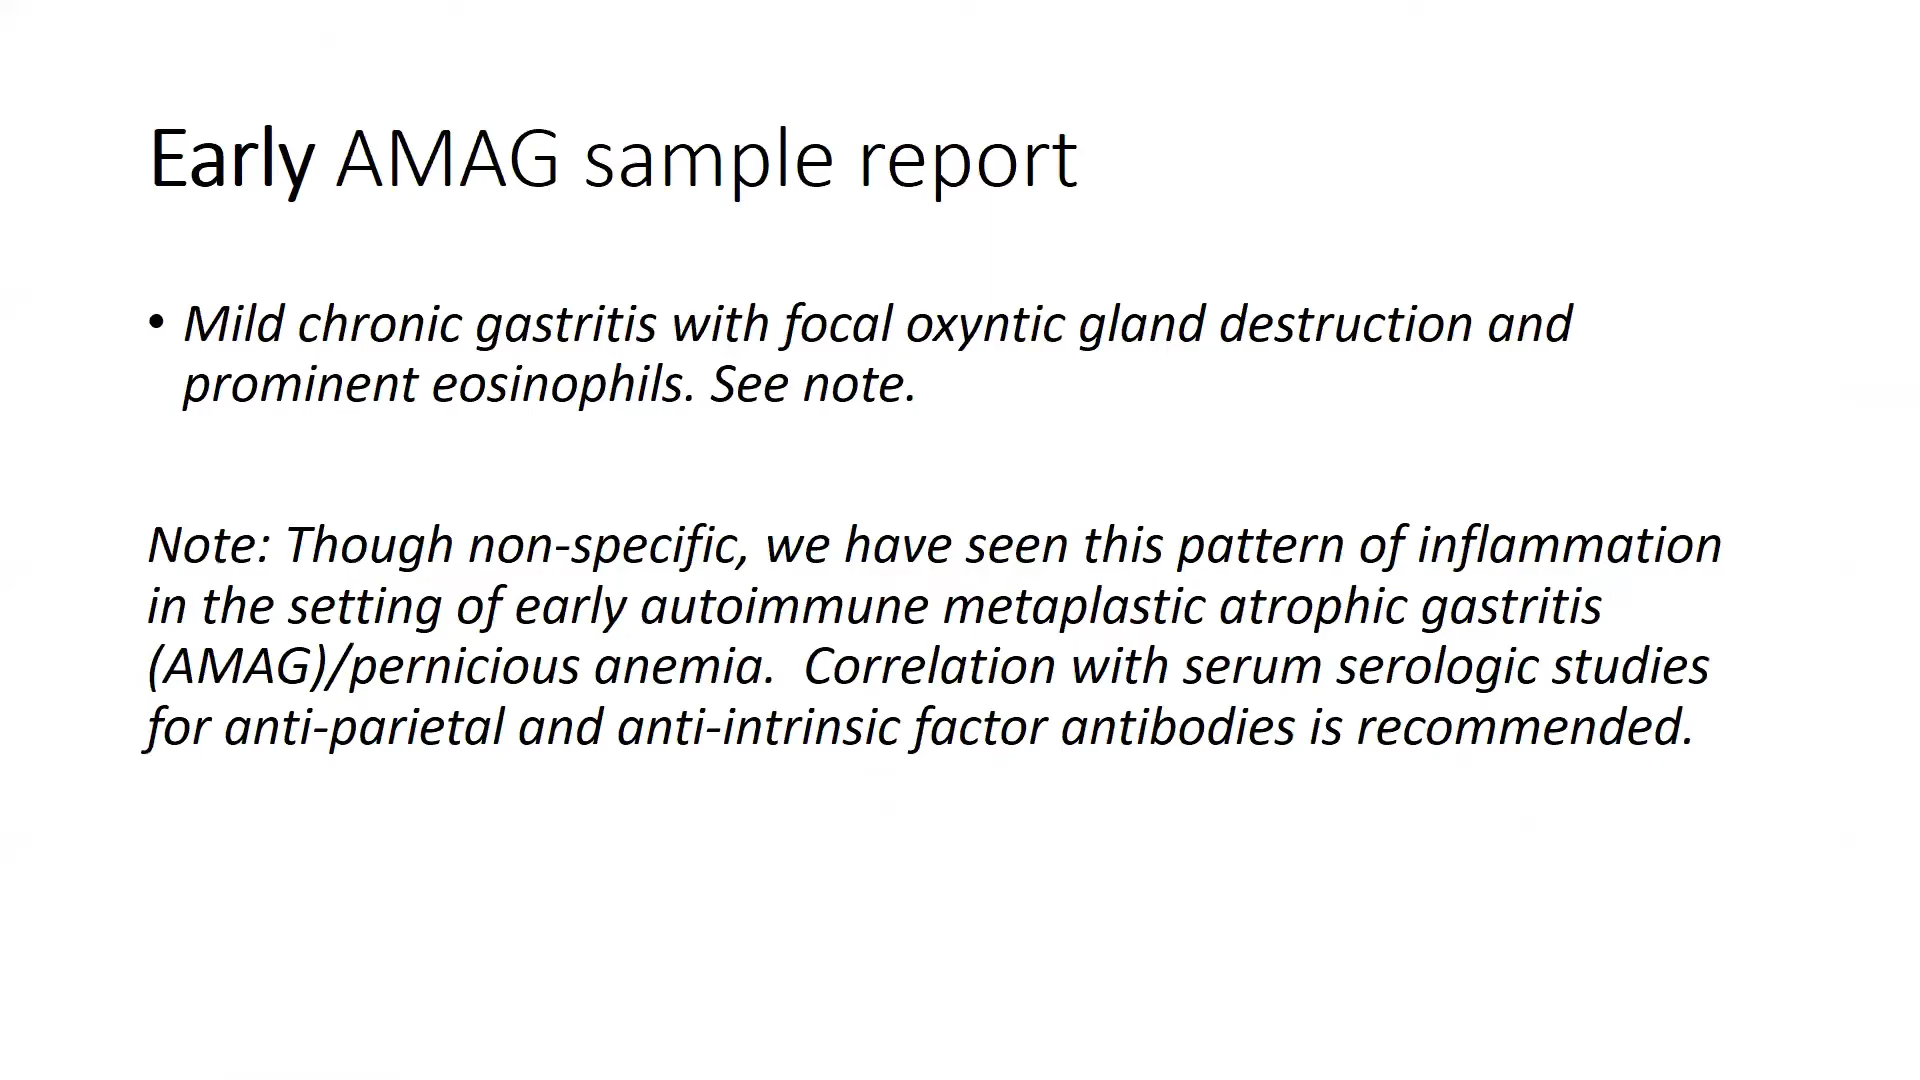 Early AMAG sample report
• Mild chronic gastritis with focal oxyntic gland destruction and
prominent eosinophils. See note.
Note: Though non-specific, we have seen this pattern of inflammation
in the setting of early autoimmune metaplastic atrophic gastritis
(AMAG)/pernicious anemia.  Correlation with serum serologic studies
for anti-parietal and anti-intrinsic factor antibodies is recommended.